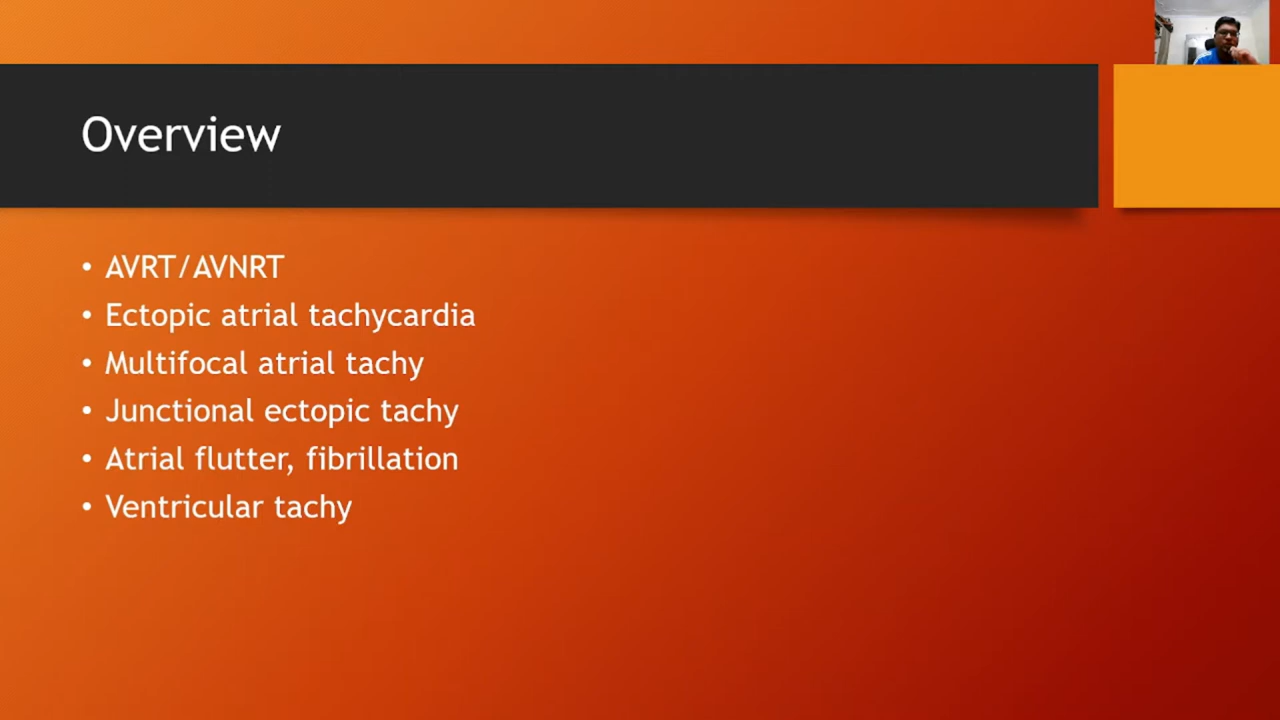 Overview
• AVRT/AVNRT
• Ectopic atrial tachycardia
• Multifocal atrial tachy
• Junctional ectopic tachy
• Atrial flutter, fibrillation
• Ventricular tachy